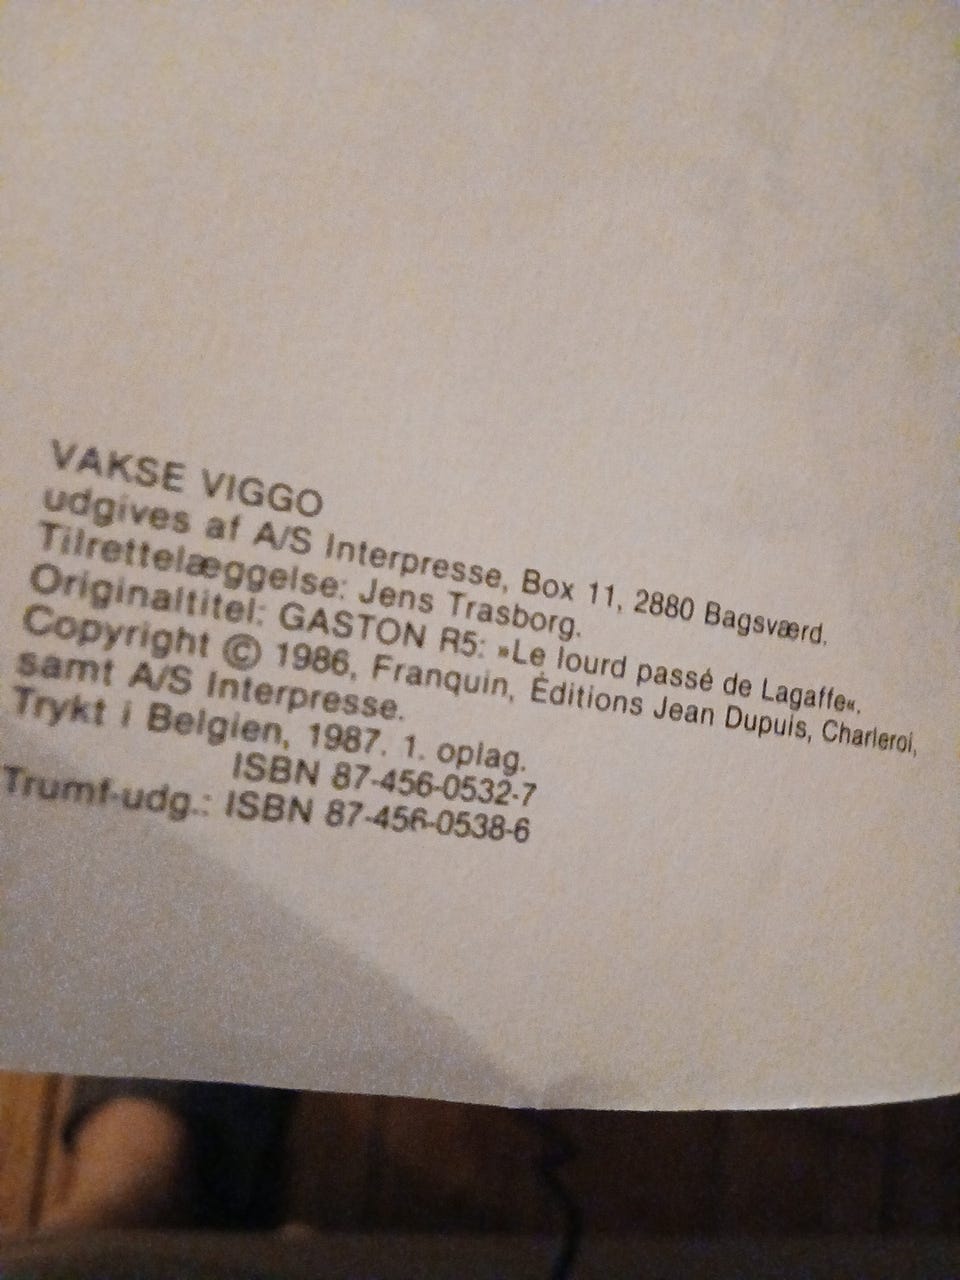 VAKSE VIGGO
udgives af A/S Interpresse, Box 11, 2880 Bagsværd.
Tilrettelæggelse: Jens Trasborg.
Originaltitel: GASTON R5: »Le lourd passé de Lagaffe«.
Copyright © 1986, Franquin, Éditions Jean Dupuis, Charleroi,
samt A/S Interpresse.
Trykt i Belgien, 1987. 1. oplag.
ISBN 87-456-0532-7
Trumf-udg.: ISBN 87-456-0538-6